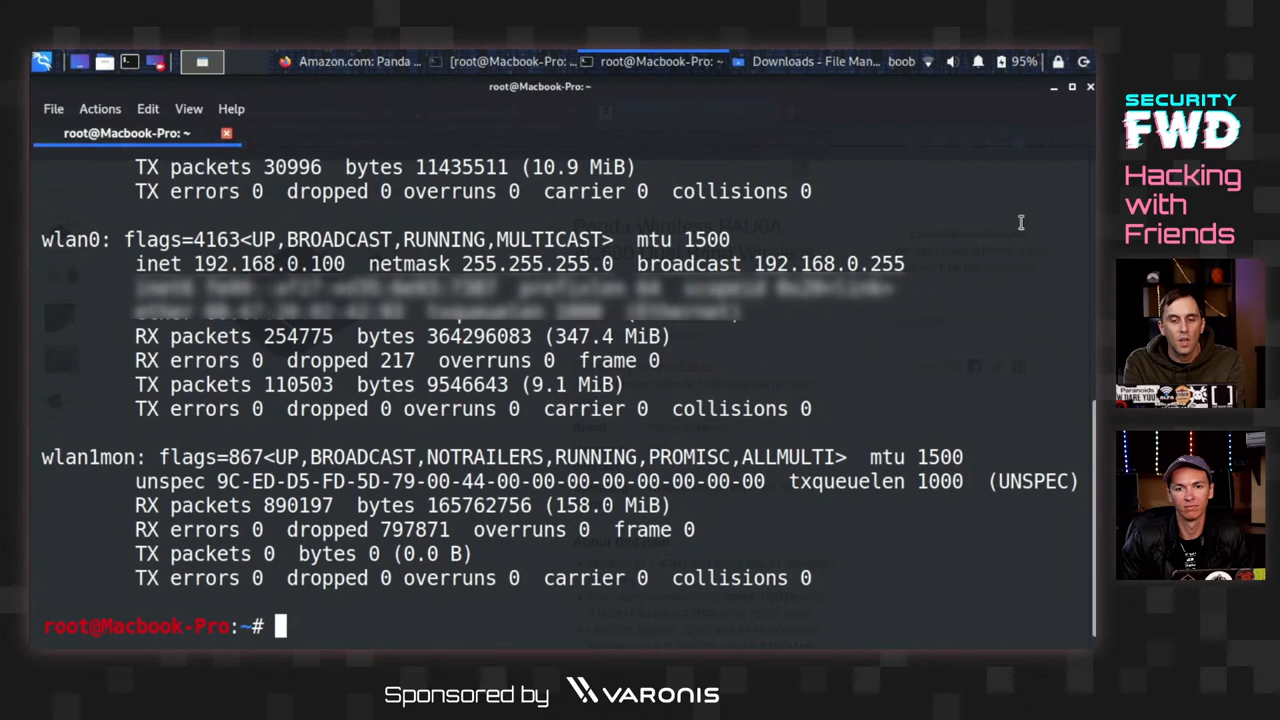 Amazon.com: Panda ...
[root@Macbook-Pro: ...
root@Macbook-Pro: ~
Downloads - File Man...
boob
95%
root@Macbook-Pro: ~
File Actions Edit View Help
root@Macbook-Pro: ~
TX packets 30996 bytes 11435511 (10.9 MiB)
TX errors 0 dropped 0 overruns 0 carrier 0 collisions 0
wlan0: flags=4163<UP,BROADCAST,RUNNING,MULTICAST> mtu 1500
inet 192.168.0.100 netmask 255.255.255.0 broadcast 192.168.0.255
RX packets 254775 bytes 364296083 (347.4 MiB)
RX errors 0 dropped 217 overruns 0 frame 0
TX packets 110503 bytes 9546643 (9.1 MiB)
TX errors 0 dropped 0 overruns 0 carrier 0 collisions 0
wlan1mon: flags=867<UP,BROADCAST,NOTRAILERS,RUNNING,PROMISC,ALLMULTI> mtu 1500
unspec 9C-ED-D5-FD-5D-79-00-44-00-00-00-00-00-00-00-00 txqueuelen 1000 (UNSPEC)
RX packets 890197 bytes 165762756 (158.0 MiB)
RX errors 0 dropped 797871 overruns 0 frame 0
TX packets 0 bytes 0 (0.0 B)
TX errors 0 dropped 0 overruns 0 carrier 0 collisions 0
root@Macbook-Pro:~#
SECURITY
FWD
Hacking
with
Friends
Paranoids
ALFA
Sponsored by VARONIS